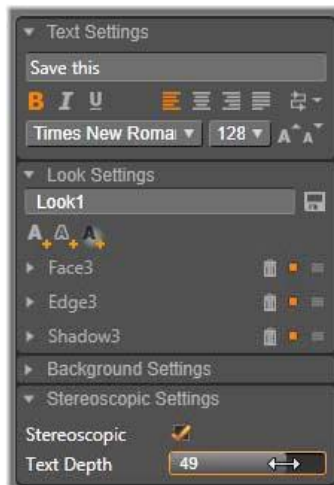 Text Settings
Save this
B I U
Times New Roma 128 A A
Look Settings
Look1
A A A
Face3
Edge3
Shadow3
Background Settings
Stereoscopic Settings
Stereoscopic
Text Depth 49